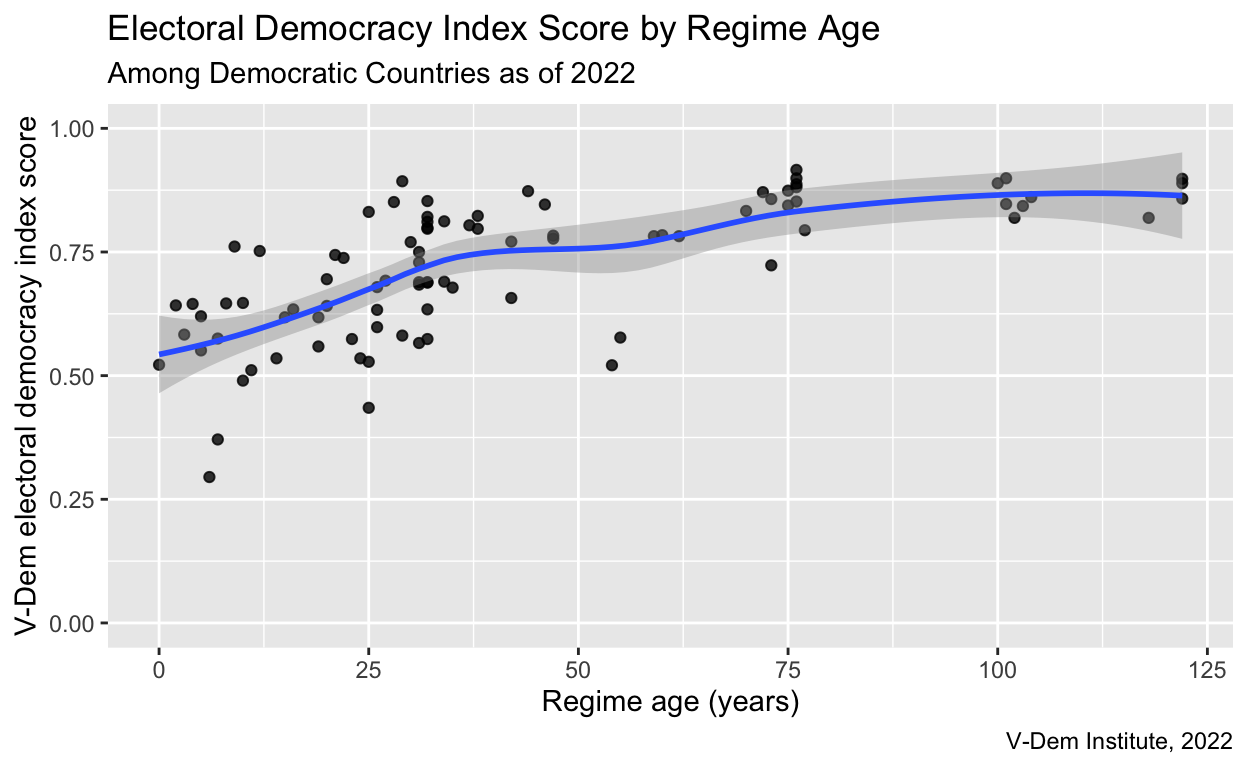 Electoral Democracy Index Score by Regime Age
Among Democratic Countries as of 2022
V-Dem electoral democracy index score
1.00
0.75
0.50
0.25
0.00
0 25 50 75 100 125
Regime age (years)
V-Dem Institute, 2022